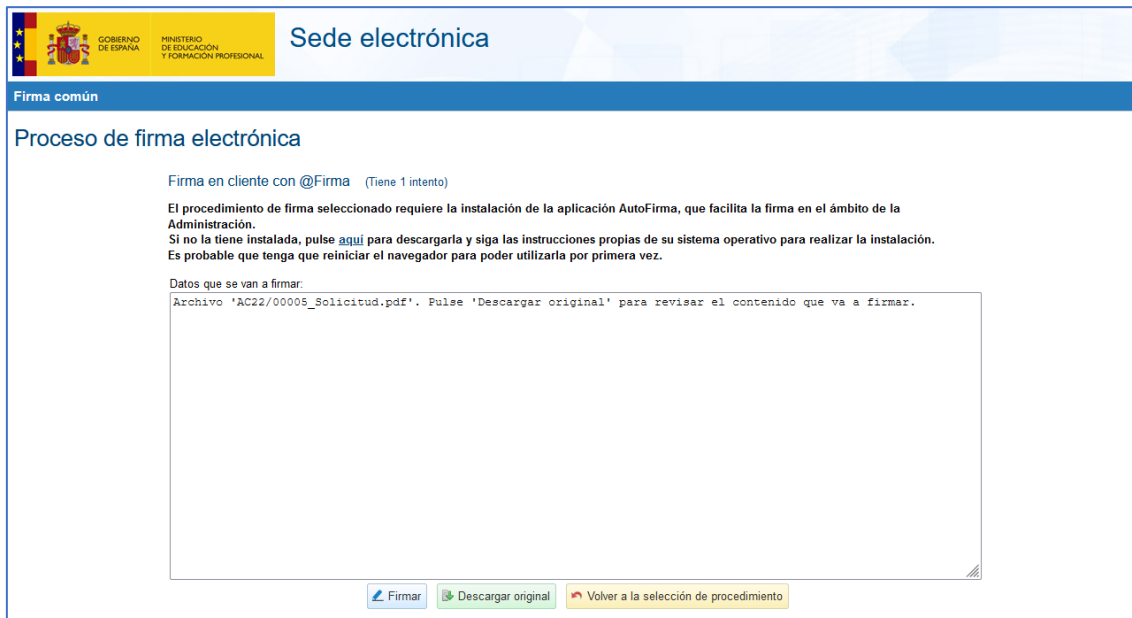 GOBIERNO
DE ESPAÑA
MINISTERIO
DE EDUCACIÓN
Y FORMACIÓN PROFESIONAL
Sede electrónica
Firma común
Proceso de firma electrónica
Firma en cliente con @Firma (Tiene 1 intento)
El procedimiento de firma seleccionado requiere la instalación de la aplicación AutoFirma, que facilita la firma en el ámbito de la
Administración.
Si no la tiene instalada, pulse aquí para descargarla y siga las instrucciones propias de su sistema operativo para realizar la instalación.
Es probable que tenga que reiniciar el navegador para poder utilizarla por primera vez.
Datos que se van a firmar:
Archivo 'AC22/00005_Solicitud.pdf'. Pulse 'Descargar original' para revisar el contenido que va a firmar.
Firmar
Descargar original
Volver a la selección de procedimiento